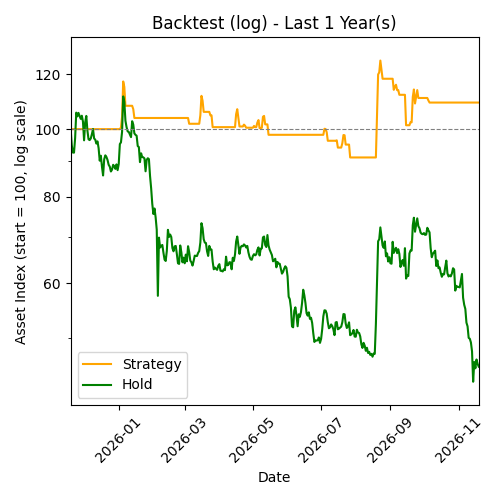 Backtest (log) - Last 1 Year(s)
Asset Index (start = 100, log scale)
120
100
80
60
Strategy
Hold
2026-01
2026-03
2026-05
2026-07
2026-09
2026-11
Date